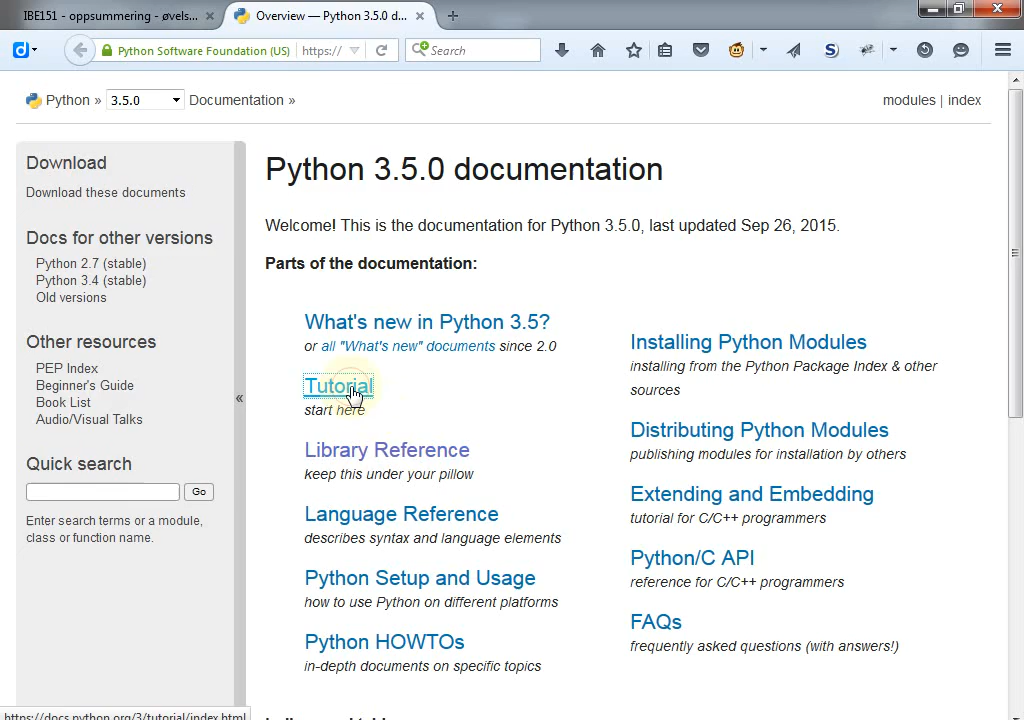 IBE151 - oppsummering - øvels...
Overview — Python 3.5.0 d...
Python Software Foundation (US)
https://
Search
Python »
3.5.0
Documentation »
modules | index
Download
Download these documents
Docs for other versions
Python 2.7 (stable)
Python 3.4 (stable)
Old versions
Other resources
PEP Index
Beginner's Guide
Book List
Audio/Visual Talks
Quick search
Go
Enter search terms or a module,
class or function name.
«
Python 3.5.0 documentation
Welcome! This is the documentation for Python 3.5.0, last updated Sep 26, 2015.
Parts of the documentation:
What's new in Python 3.5?
or all "What's new" documents since 2.0
Tutorial
start here
Library Reference
keep this under your pillow
Language Reference
describes syntax and language elements
Python Setup and Usage
how to use Python on different platforms
Python HOWTOs
in-depth documents on specific topics
Installing Python Modules
installing from the Python Package Index & other
sources
Distributing Python Modules
publishing modules for installation by others
Extending and Embedding
tutorial for C/C++ programmers
Python/C API
reference for C/C++ programmers
FAQs
frequently asked questions (with answers!)
https://docs.python.org/3/tutorial/index.html